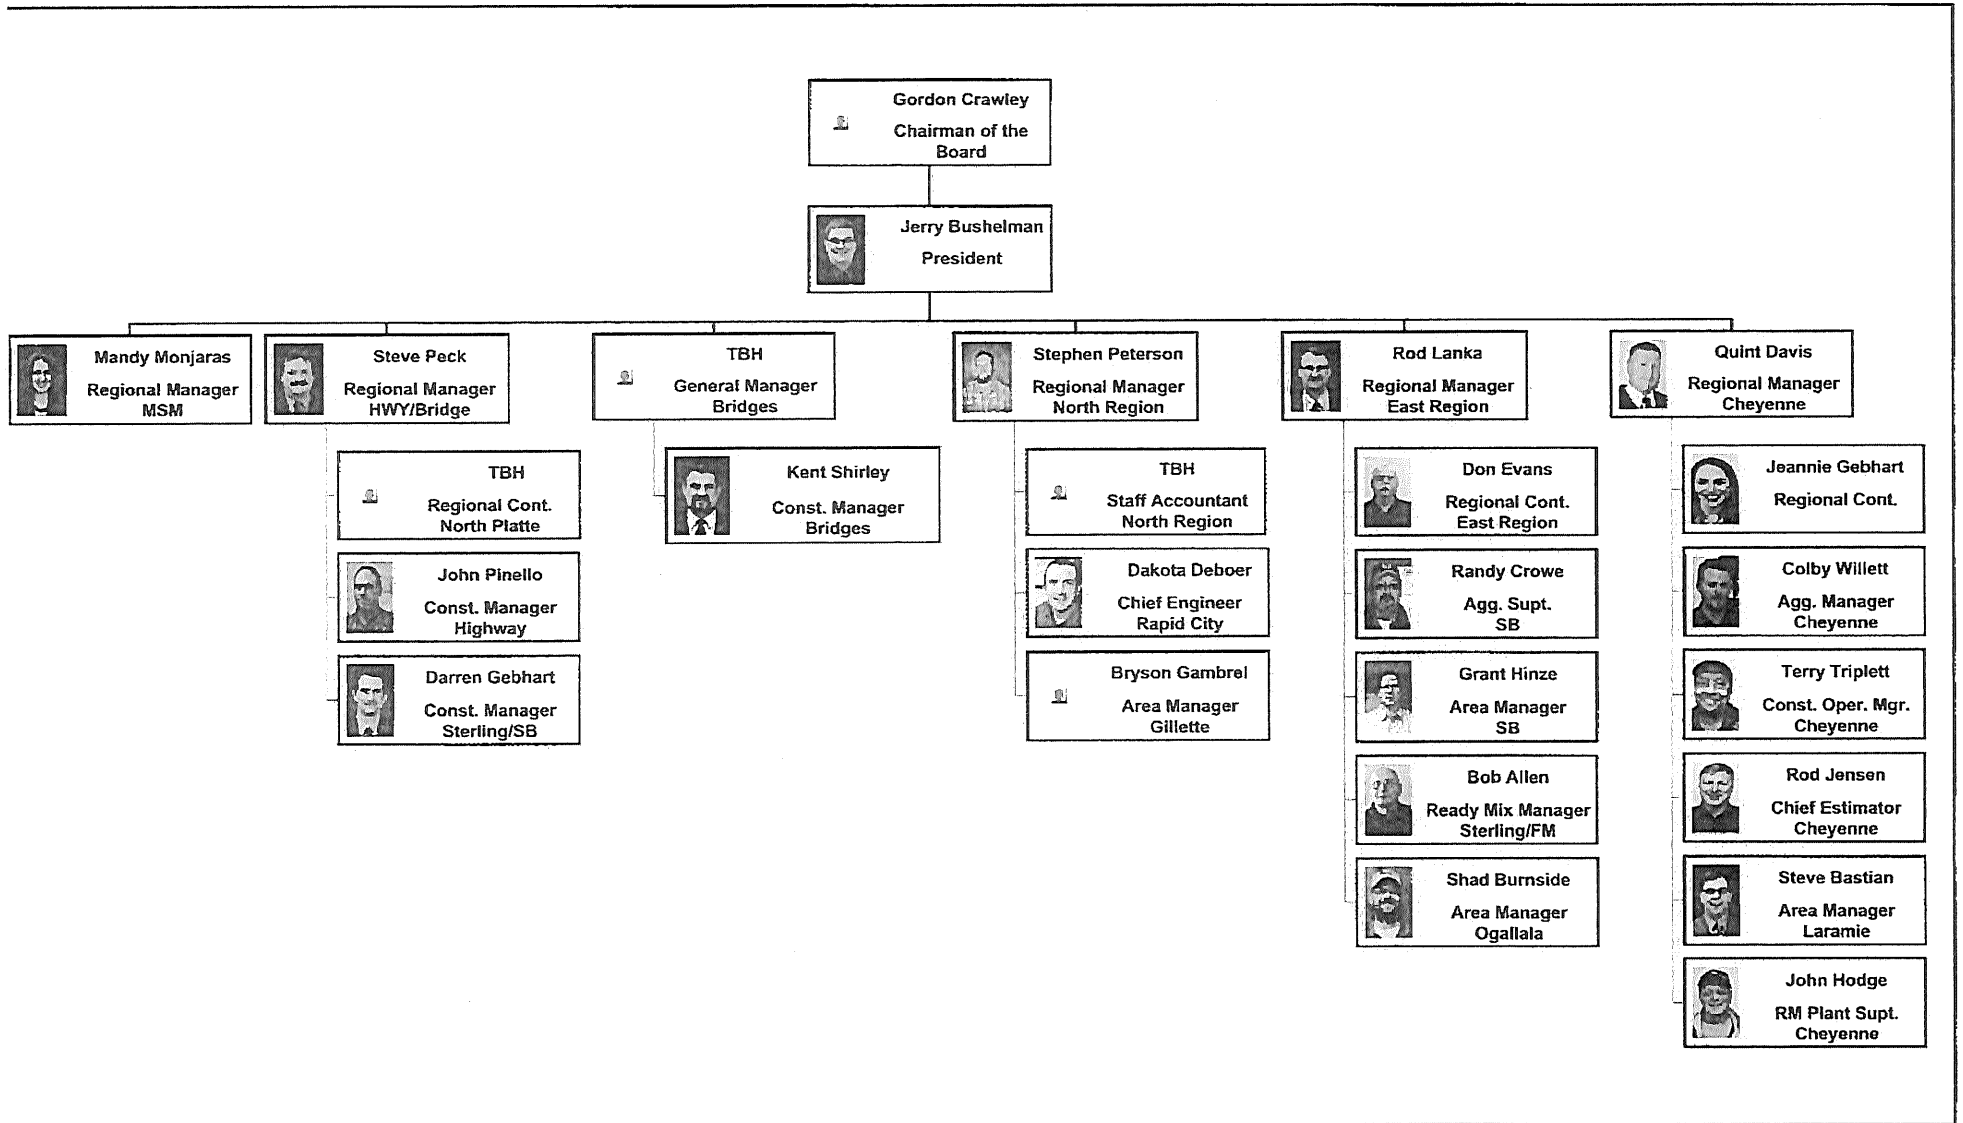 Gordon Crawley
Chairman of the
Board
Jerry Bushelman
President
Mandy Monjaras
Regional Manager
MSM
Steve Peck
Regional Manager
HWY/Bridge
TBH
Regional Cont.
North Platte
John Pinello
Const. Manager
Highway
Darren Gebhart
Const. Manager
Sterling/SB
TBH
General Manager
Bridges
Kent Shirley
Const. Manager
Bridges
Stephen Peterson
Regional Manager
North Region
TBH
Staff Accountant
North Region
Dakota Deboer
Chief Engineer
Rapid City
Bryson Gambrel
Area Manager
Gillette
Rod Lanka
Regional Manager
East Region
Don Evans
Regional Cont.
East Region
Randy Crowe
Agg. Supt.
SB
Grant Hinze
Area Manager
SB
Bob Allen
Ready Mix Manager
Sterling/FM
Shad Burnside
Area Manager
Ogallala
Quint Davis
Regional Manager
Cheyenne
Jeannie Gebhart
Regional Cont.
Colby Willett
Agg. Manager
Cheyenne
Terry Triplett
Const. Oper. Mgr.
Cheyenne
Rod Jensen
Chief Estimator
Cheyenne
Steve Bastian
Area Manager
Laramie
John Hodge
RM Plant Supt.
Cheyenne